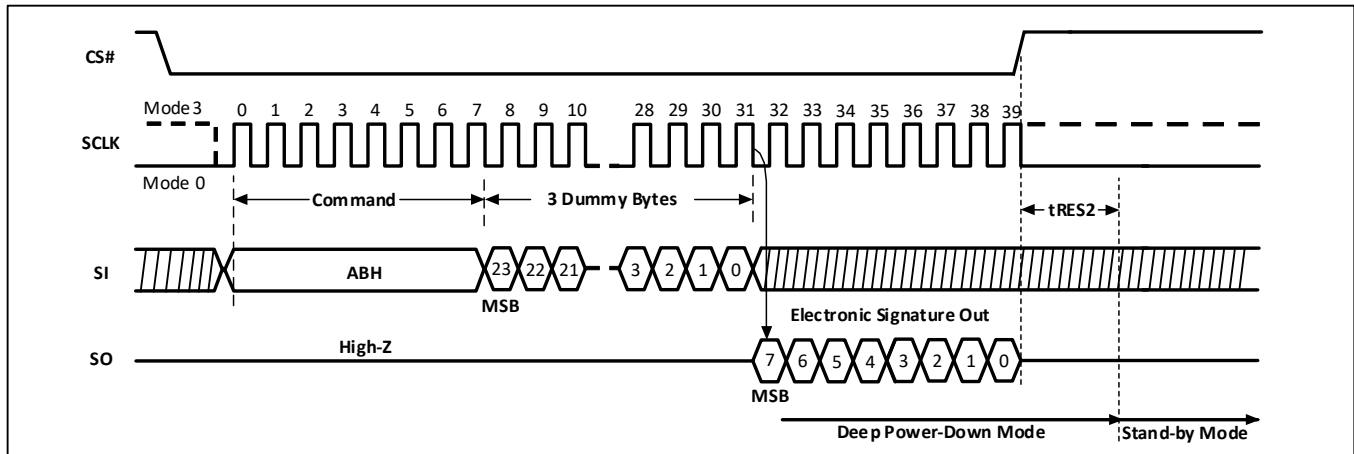 CS#
Mode 3 0 1 2 3 4 5 6 7 8 9 10 28 29 30 31 32 33 34 35 36 37 38 39
SCLK
Mode 0
Command 3 Dummy Bytes tRES2
SI ABH 23 22 21 3 2 1 0
MSB Electronic Signature Out
High-Z
SO 7 6 5 4 3 2 1 0
MSB
Deep Power-Down Mode Stand-by Mode